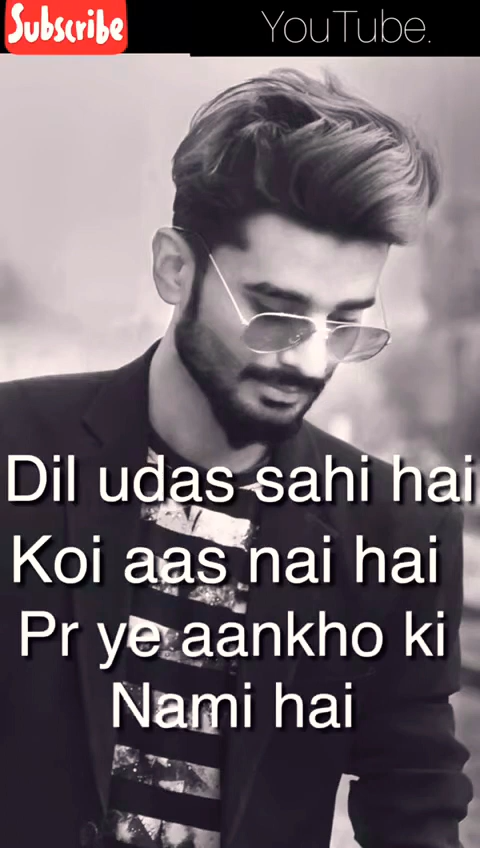 Subscribe
YouTube.
Dil udas sahi hai
Koi aas nai hai
Pr ye aankho ki
Nami hai